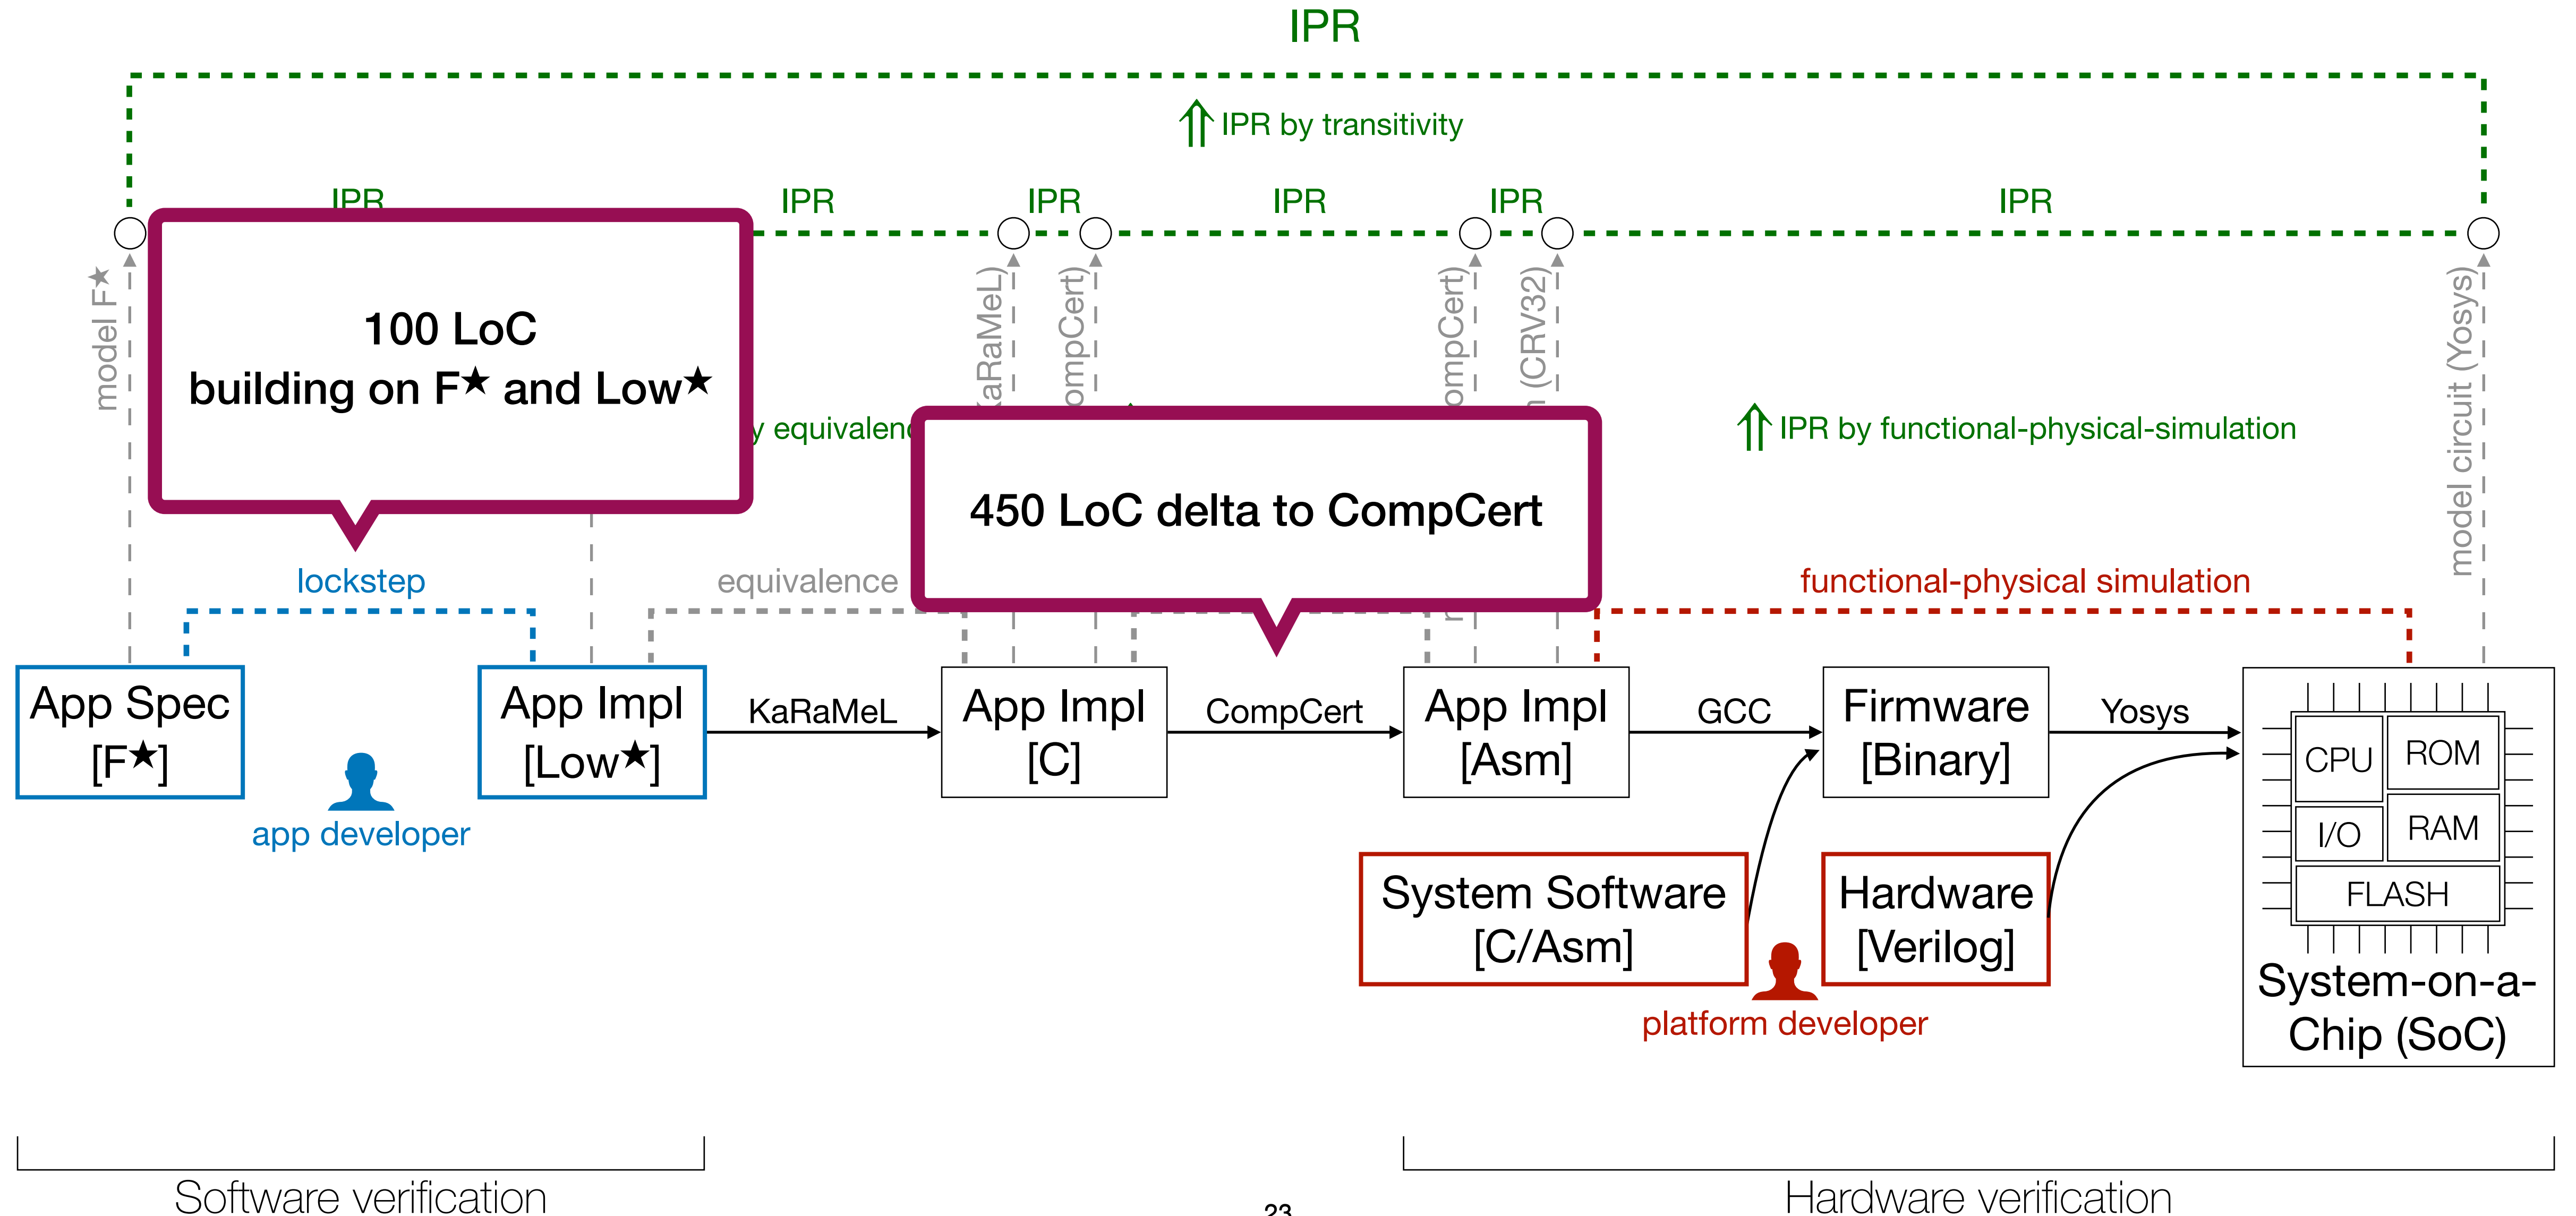 IPR
IPR by transitivity
IPR
IPR
IPR
IPR
IPR
IPR
model F★
100 LoC
building on F★ and Low★
KaRaMeL)
ompCert)
ompCert)
(CRV32)
model circuit (Yosys)
y equivalenc
IPR by functional-physical-simulation
450 LoC delta to CompCert
lockstep
equivalence
functional-physical simulation
App Spec
[F★]
App Impl
[Low★]
KaRaMeL
App Impl
[C]
CompCert
App Impl
[Asm]
GCC
Firmware
[Binary]
Yosys
CPU
ROM
I/O
RAM
FLASH
System-on-a-
Chip (SoC)
app developer
System Software
[C/Asm]
Hardware
[Verilog]
platform developer
Software verification
23
Hardware verification